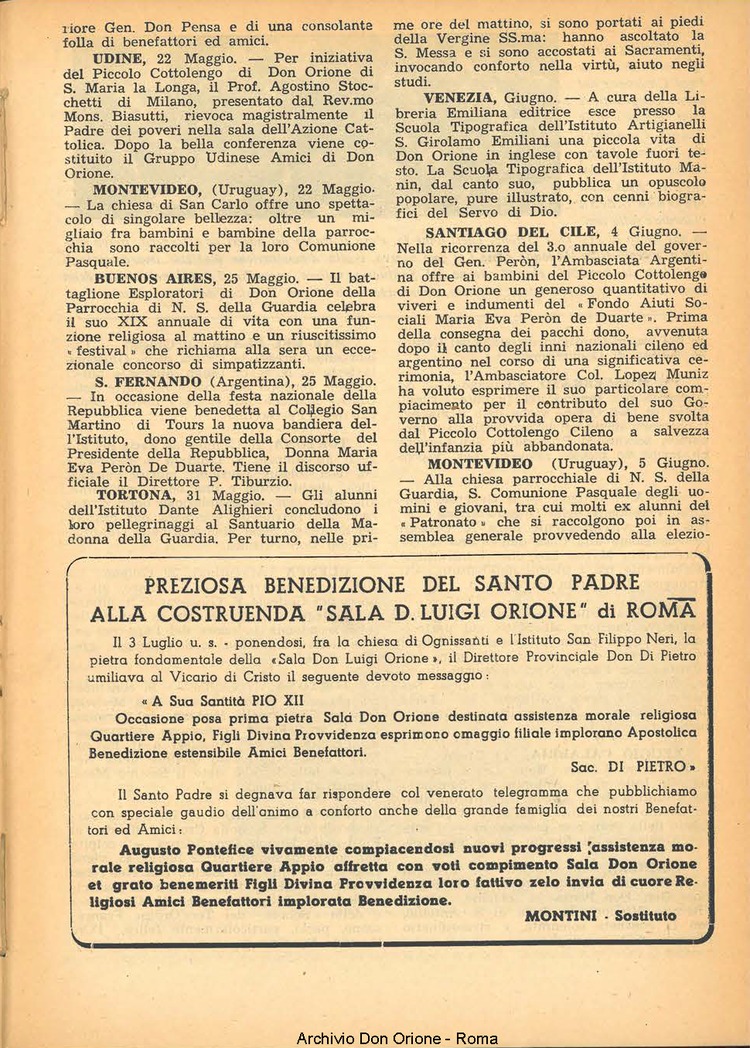 riore Gen. Don Pensa e di una consolante
folla di benefattori ed amici.
UDINE, 22 Maggio. — Per iniziativa
del Piccolo Cottolengo di Don Orione di
S. Maria la Longa, il Prof. Agostino Stoc-
chetti di Milano, presentato dal Rev.mo
Mons. Biasutti, rievoca magistralmente il
Padre dei poveri nella sala dell'Azione Cat-
tolica. Dopo la bella conferenza viene co-
stituito il Gruppo Udinese Amici di Don
Orione.
MONTEVIDEO, (Uruguay), 22 Maggio.
— La chiesa di San Carlo offre uno spetta-
colo di singolare bellezza: oltre un mi-
gliaio fra bambini e bambine della parroc-
chia sono raccolti per la loro Comunione
Pasquale.
BUENOS AIRES, 25 Maggio. — Il bat-
taglione Esploratori di Don Orione della
Parrocchia di N. S. della Guardia celebra
il suo XIX annuale di vita con una fun-
zione religiosa al mattino e un riuscitissimo
« festival » che richiama alla sera un ecce-
zionale concorso di simpatizzanti.
S. FERNANDO (Argentina), 25 Maggio.
— In occasione della festa nazionale della
Repubblica viene benedetta al Collegio San
Martino di Tours la nuova bandiera del-
l'Istituto, dono gentile della Consorte del
Presidente della Repubblica, Donna Maria
Eva Peròn De Duarte. Tiene il discorso uf-
ficiale il Direttore P. Tiburzio.
TORTONA, 31 Maggio. — Gli alunni
dell'Istituto Dante Alighieri concludono i
loro pellegrinaggi al Santuario della Ma-
donna della Guardia. Per turno, nelle pri-
me ore del mattino, si sono portati ai piedi
della Vergine SS.ma: hanno ascoltato la
S. Messa e si sono accostati ai Sacramenti,
invocando conforto nella virtù, aiuto negli
studi.
VENEZIA, Giugno. — A cura della Li-
breria Emiliana editrice esce presso la
Scuola Tipografica dell'Istituto Artigianelli
S. Girolamo Emiliani una piccola vita di
Don Orione in inglese con tavole fuori te-
sto. La Scuola Tipografica dell'Istituto Ma-
nin, dal canto suo, pubblica un opuscolo
popolare, pure illustrato, con cenni biogra-
fici del Servo di Dio.
SANTIAGO DEL CILE, 4 Giugno. —
Nella ricorrenza del 3.o annuale del gover-
no del Gen. Peròn, l'Ambasciata Argenti-
na offre ai bambini del Piccolo Cottolengo
di Don Orione un generoso quantitativo di
viveri e indumenti del « Fondo Aiuti So-
ciali Maria Eva Peròn de Duarte ». Prima
della consegna dei pacchi dono, avvenuta
dopo il canto degli inni nazionali cileno ed
argentino nel corso di una significativa ce-
rimonia, l'Ambasciatore Col. Lopez Muniz
ha voluto esprimere il suo particolare com-
piacimento per il contributo del suo Go-
verno alla provvida opera di bene svolta
dal Piccolo Cottolengo Cileno a salvezza
dell'infanzia più abbandonata.
MONTEVIDEO (Uruguay), 5 Giugno.
— Alla chiesa parrocchiale di N. S. della
Guardia, S. Comunione Pasquale degli uo-
mini e giovani, tra cui molti ex alunni del
« Patronato » che si raccolgono poi in as-
semblea generale provvedendo alla elezio-
PREZIOSA BENEDIZIONE DEL SANTO PADRE
ALLA COSTRUENDA "SALA D. LUIGI ORIONE" di ROMA
Il 3 Luglio u. s. - ponendosi, fra la chiesa di Ognissanti e l'Istituto San Filippo Neri, la
pietra fondamentale della «Sala Don Luigi Orione», il Direttore Provinciale Don Di Pietro
umiliava al Vicario di Cristo il seguente devoto messaggio:
« A Sua Santità PIO XII
Occasione posa prima pietra Sala Don Orione destinata assistenza morale religiosa
Quartiere Appio, Figli Divina Provvidenza esprimono omaggio filiale implorano Apostolica
Benedizione estensibile Amici Benefattori.
Sac. DI PIETRO »
Il Santo Padre si degnava far rispondere col venerato telegramma che pubblichiamo
con speciale gaudio dell'animo a conforto anche della grande famiglia dei nostri Benefat-
tori ed Amici:
Augusto Pontefice vivamente compiacendosi nuovi progressi assistenza mo-
rale religiosa Quartiere Appio affretta con voti compimento Sala Don Orione
et grato benemeriti Figli Divina Provvidenza loro fattivo zelo invia di cuore Re-
ligiosi Amici Benefattori implorata Benedizione.
MONTINI - Sostituto
Archivio Don Orione - Roma